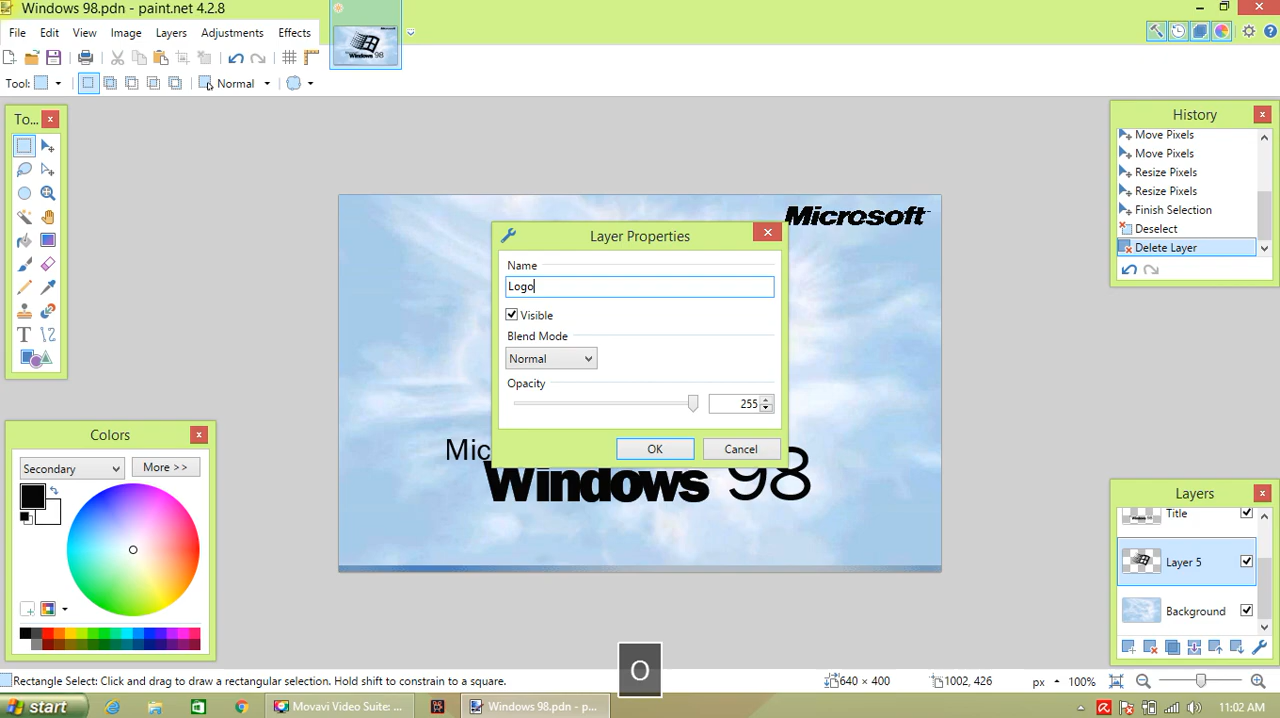 Windows 98.pdn - paint.net 4.2.8
File Edit View Image Layers Adjustments Effects
Tool: Normal
To...
History
Move Pixels
Move Pixels
Resize Pixels
Resize Pixels
Finish Selection
Deselect
Delete Layer
Microsoft
Layer Properties
Name
Logo
Visible
Blend Mode
Normal
Opacity
255
OK Cancel
Mic
Windows 98
Colors
Secondary More >>
Layers
Title
Layer 5
Background
O
Rectangle Select: Click and drag to draw a rectangular selection. Hold shift to constrain to a square. 640 × 400 1002, 426 px 100%
start Movavi Video Suite: ... Windows 98.pdn - p... 11:02 AM